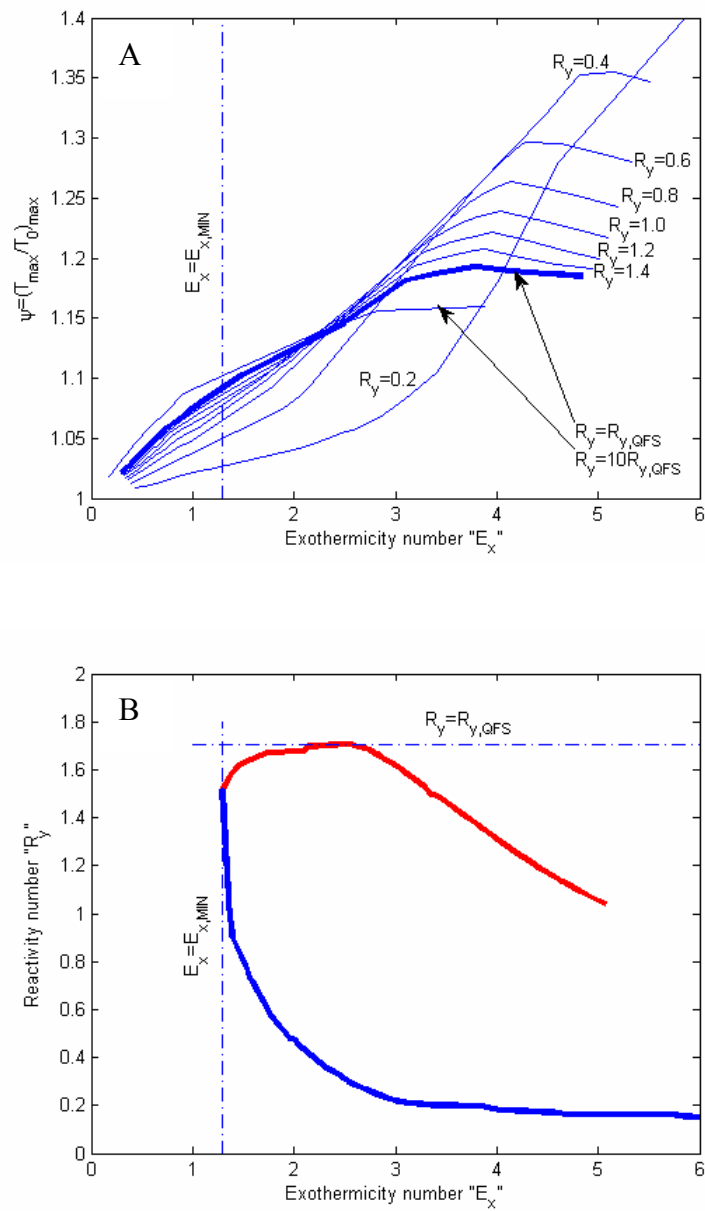 A
1.4
1.35
1.3
1.25
1.2
1.15
1.1
1.05
1
ψ=(T_max/T_0)_max
E_x=E_x,MIN
R_y=0.4
R_y=0.6
R_y=0.8
R_y=1.0
R_y=1.2
R_y=1.4
R_y=0.2
R_y=R_y,QFS
R_y=10R_y,QFS
0 1 2 3 4 5 6
Exothermicity number "E_x"
B
2
1.8
1.6
1.4
1.2
1
0.8
0.6
0.4
0.2
0
Reactivity number "R_y"
R_y=R_y,QFS
E_x=E_x,MIN
0 1 2 3 4 5 6
Exothermicity number "E_x"